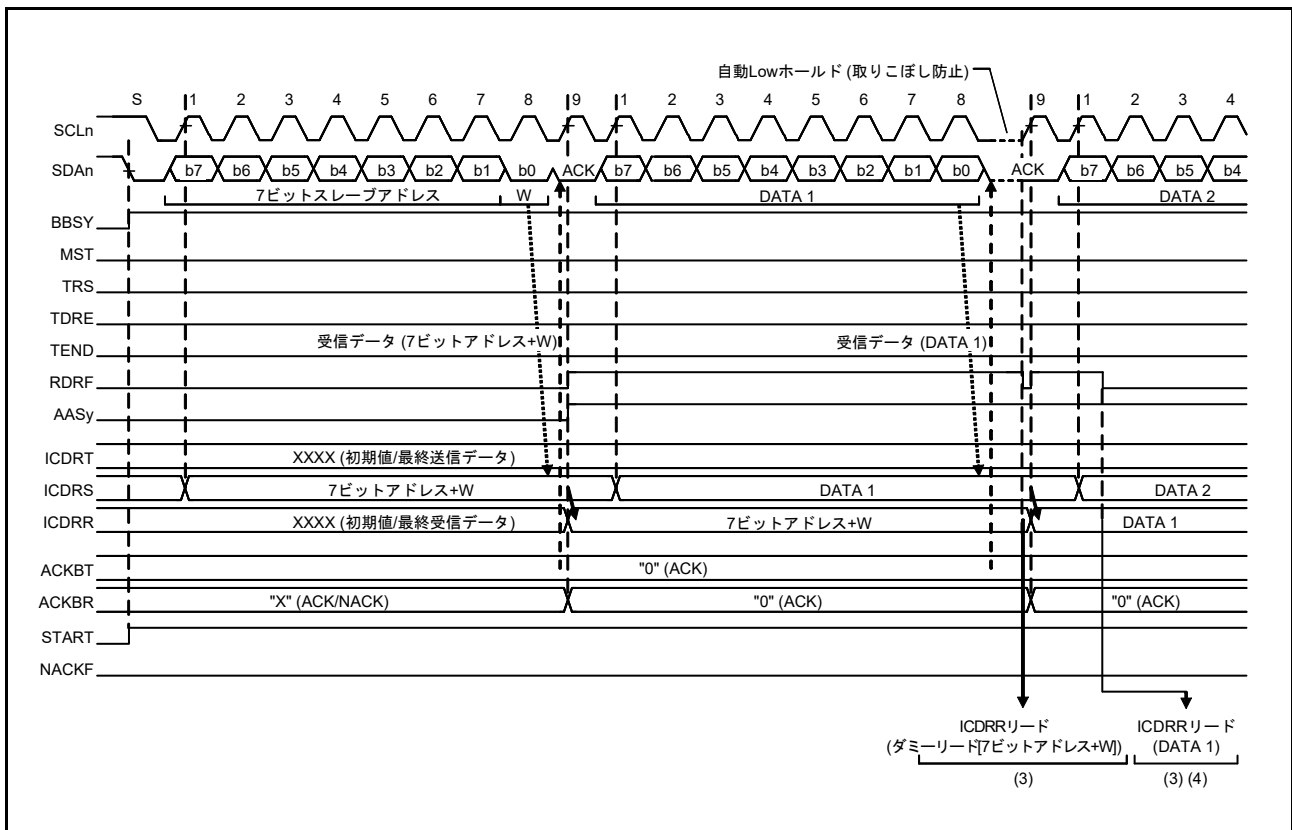 自動Lowホールド (取りこぼし防止)
S 1 2 3 4 5 6 7 8 9 1 2 3 4 5 6 7 8 9 1 2 3 4
SCLn
SDAn b7 b6 b5 b4 b3 b2 b1 b0 ACK b7 b6 b5 b4 b3 b2 b1 b0 ACK b7 b6 b5 b4
7ビットスレーブアドレス W DATA 1 DATA 2
BBSY
MST
TRS
TDRE
受信データ (7ビットアドレス+W) 受信データ (DATA 1)
TEND
RDRF
AASy
ICDRT XXXX (初期値/最終送信データ)
ICDRS 7ビットアドレス+W DATA 1 DATA 2
ICDRR XXXX (初期値/最終受信データ) 7ビットアドレス+W DATA 1
ACKBT "0" (ACK)
ACKBR "X" (ACK/NACK) "0" (ACK) "0" (ACK)
START
NACKF
ICDRRリード ICDRRリード
(ダミーリード[7ビットアドレス+W]) (DATA 1)
(3) (3) (4)